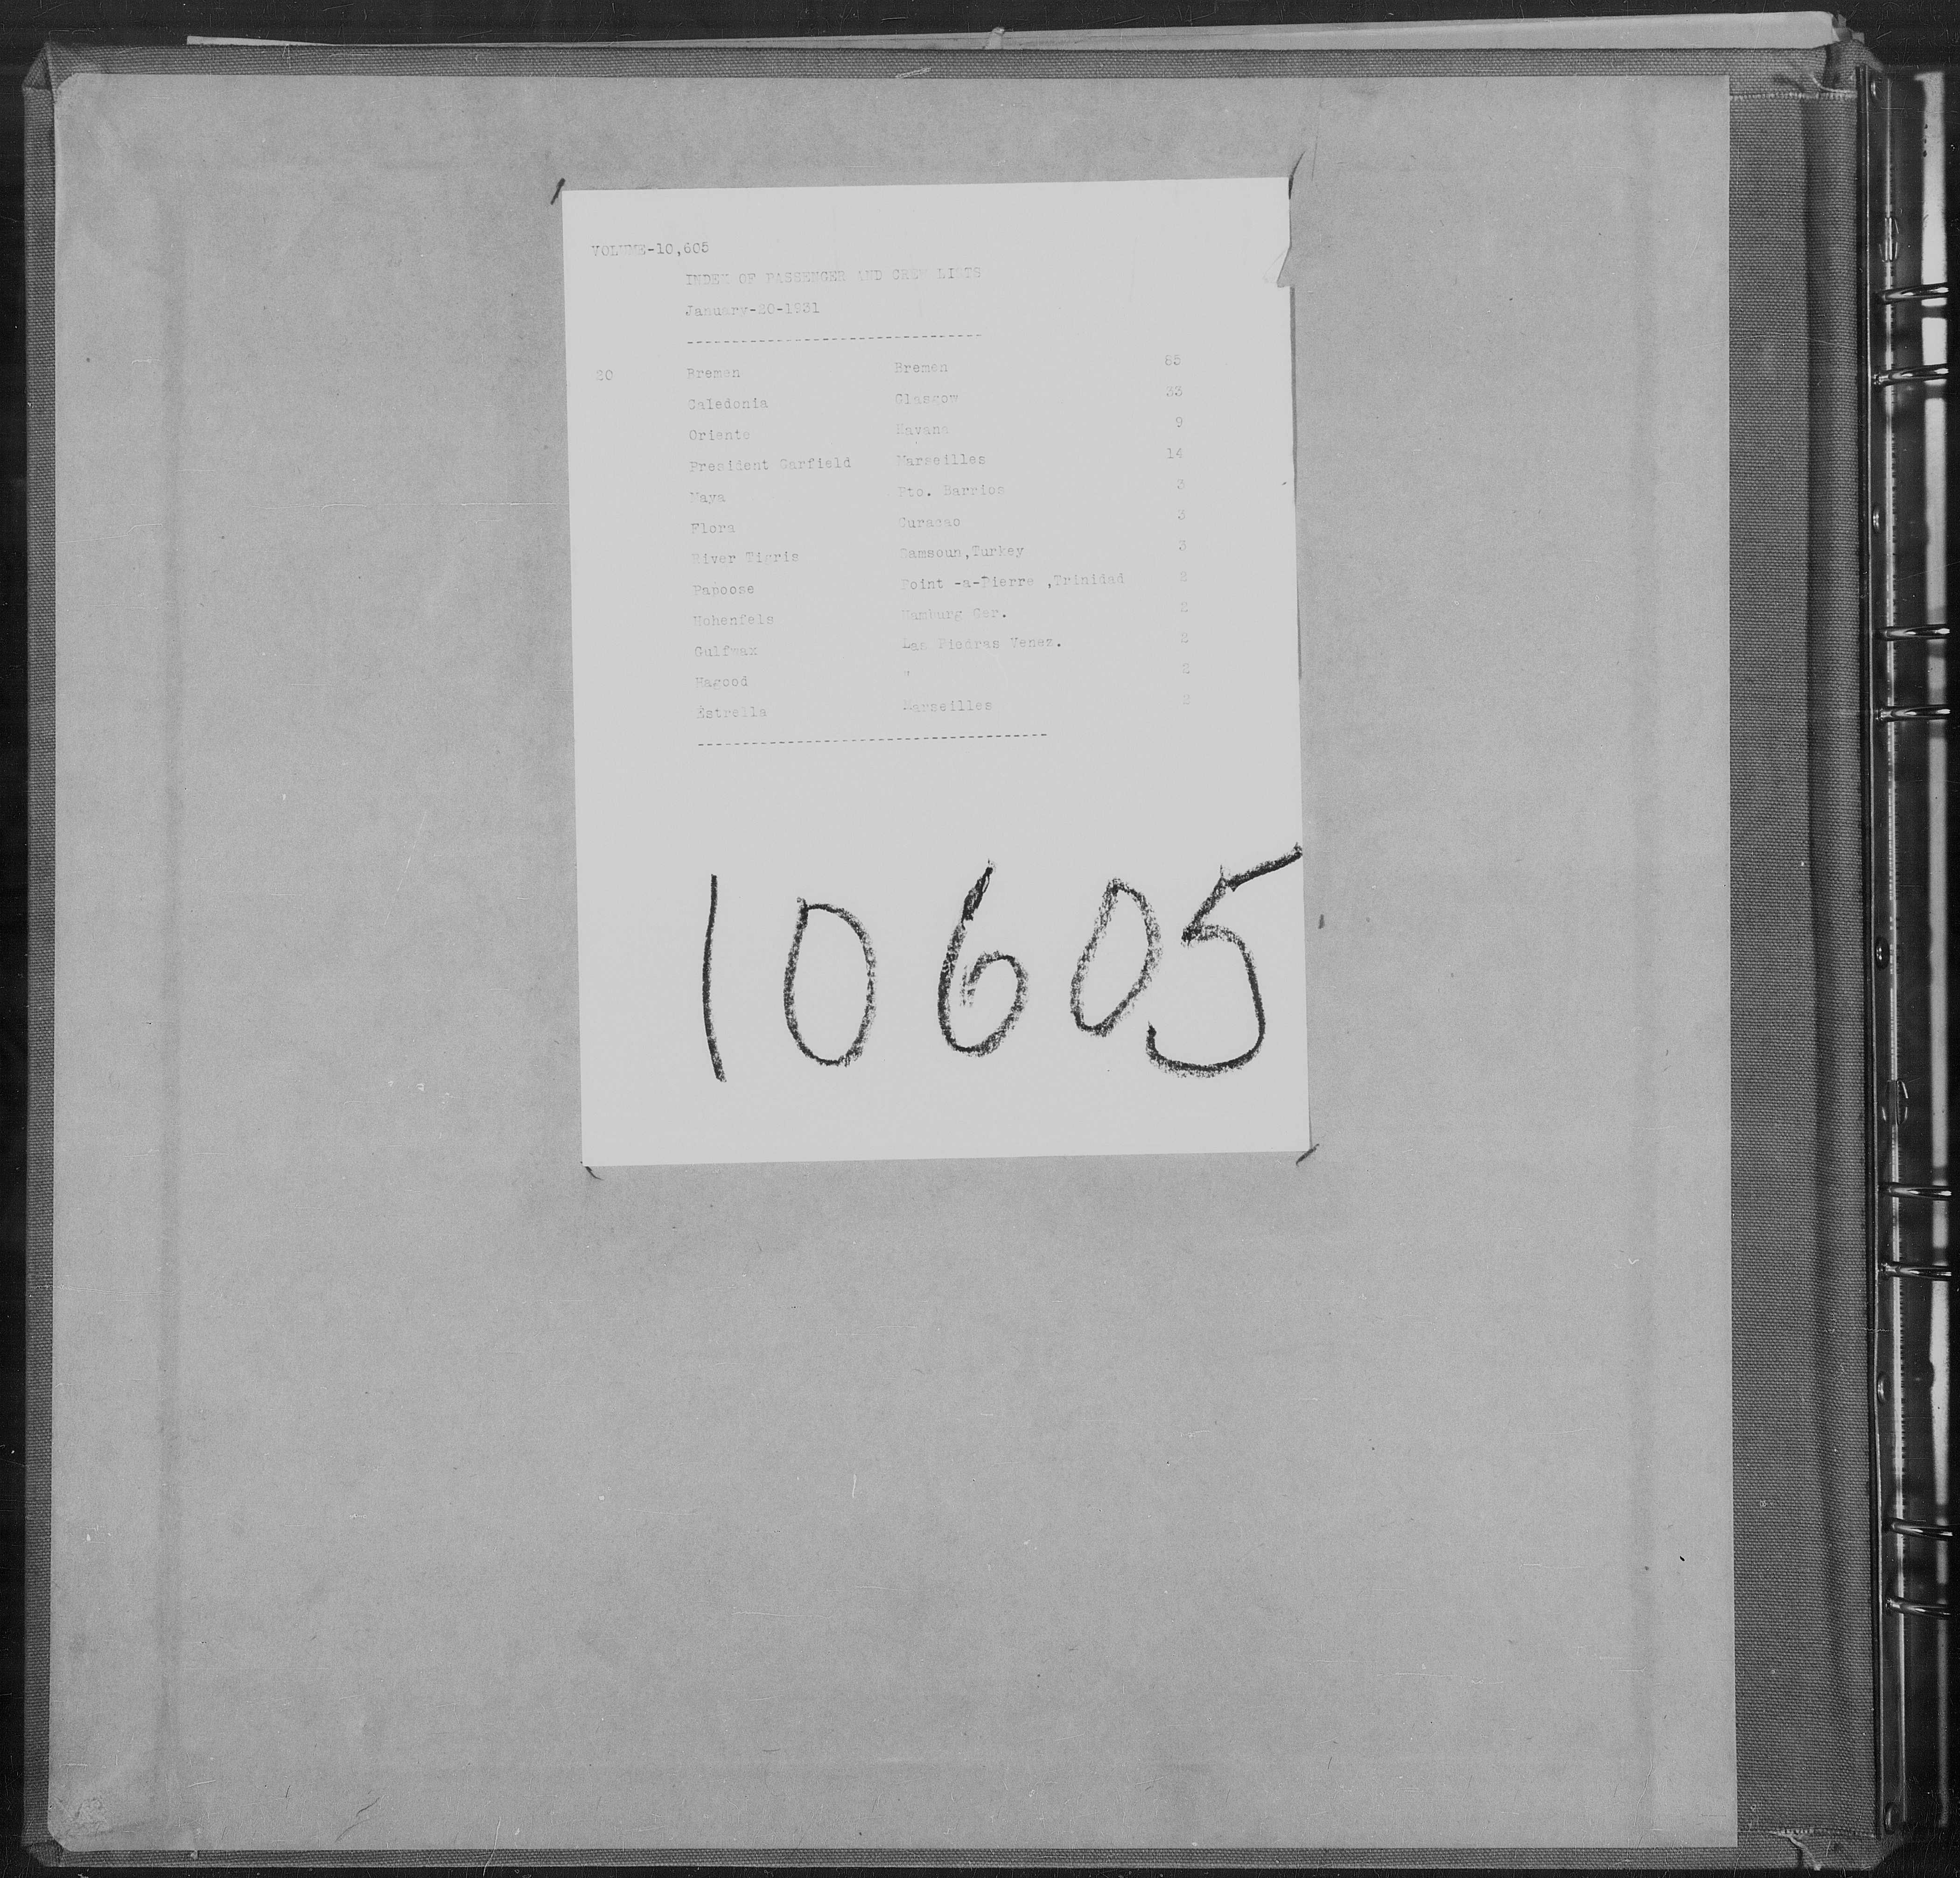 VOLUME-10,605
INDEX OF PASSENGER AND CREW LISTS
January-20-1931
-----------------------------------
20 Bremen Bremen 85
Caledonia Glasgow 33
Oriente Havana 9
President Garfield Marseilles 14
Maya Pto. Barrios 3
Flora Curacao 3
River Tigris Samsoun,Turkey 3
Papoose Point -a-Pierre ,Trinidad 2
Hohenfels Hamburg Ger. 2
Gulfwax Las Piedras Venez. 2
Hagood " 2
Estrella Marseilles 2
-----------------------------------------
10605